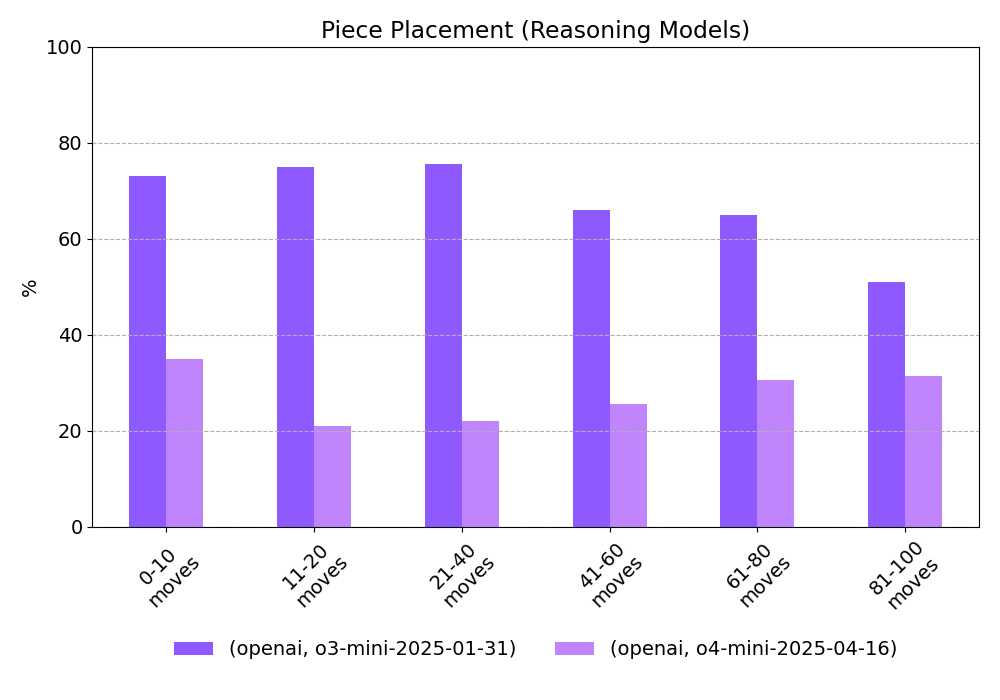 Piece Placement (Reasoning Models)
100
80
60
40
20
0
%
0-10
moves
11-20
moves
21-40
moves
41-60
moves
61-80
moves
81-100
moves
(openai, o3-mini-2025-01-31)
(openai, o4-mini-2025-04-16)